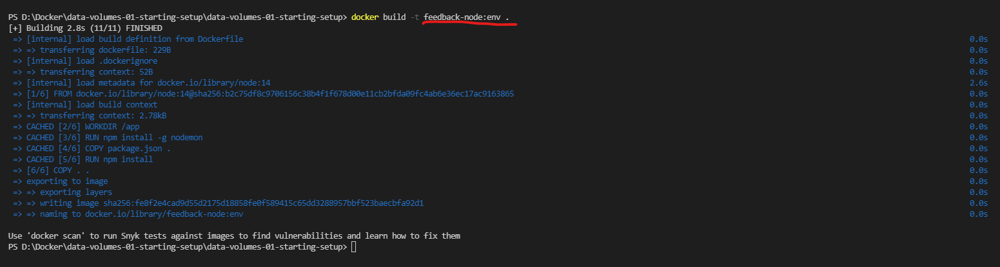 PS D:\Docker\data-volumes-01-starting-setup\data-volumes-01-starting-setup> docker build -t feedback-node:env .
[+] Building 2.8s (11/11) FINISHED
=> [internal] load build definition from Dockerfile 0.0s
=> => transferring dockerfile: 229B 0.0s
=> [internal] load .dockerignore 0.0s
=> => transferring context: 52B 0.0s
=> [internal] load metadata for docker.io/library/node:14 2.6s
=> [1/6] FROM docker.io/library/node:14@sha256:b2c75df8c9706156c38b4f1f678d00e11cb2bfda09fc4ab6e36ec17ac9163865 0.0s
=> [internal] load build context 0.0s
=> => transferring context: 2.78kB 0.0s
=> CACHED [2/6] WORKDIR /app 0.0s
=> CACHED [3/6] RUN npm install -g nodemon 0.0s
=> CACHED [4/6] COPY package.json . 0.0s
=> CACHED [5/6] RUN npm install 0.0s
=> [6/6] COPY . . 0.0s
=> exporting to image 0.0s
=> => exporting layers 0.0s
=> => writing image sha256:fe8f2e4cad9d55d2175d18858fe0f589415c65dd3288957bbf523baecbfa92d1 0.0s
=> => naming to docker.io/library/feedback-node:env 0.0s
Use 'docker scan' to run Snyk tests against images to find vulnerabilities and learn how to fix them
PS D:\Docker\data-volumes-01-starting-setup\data-volumes-01-starting-setup>